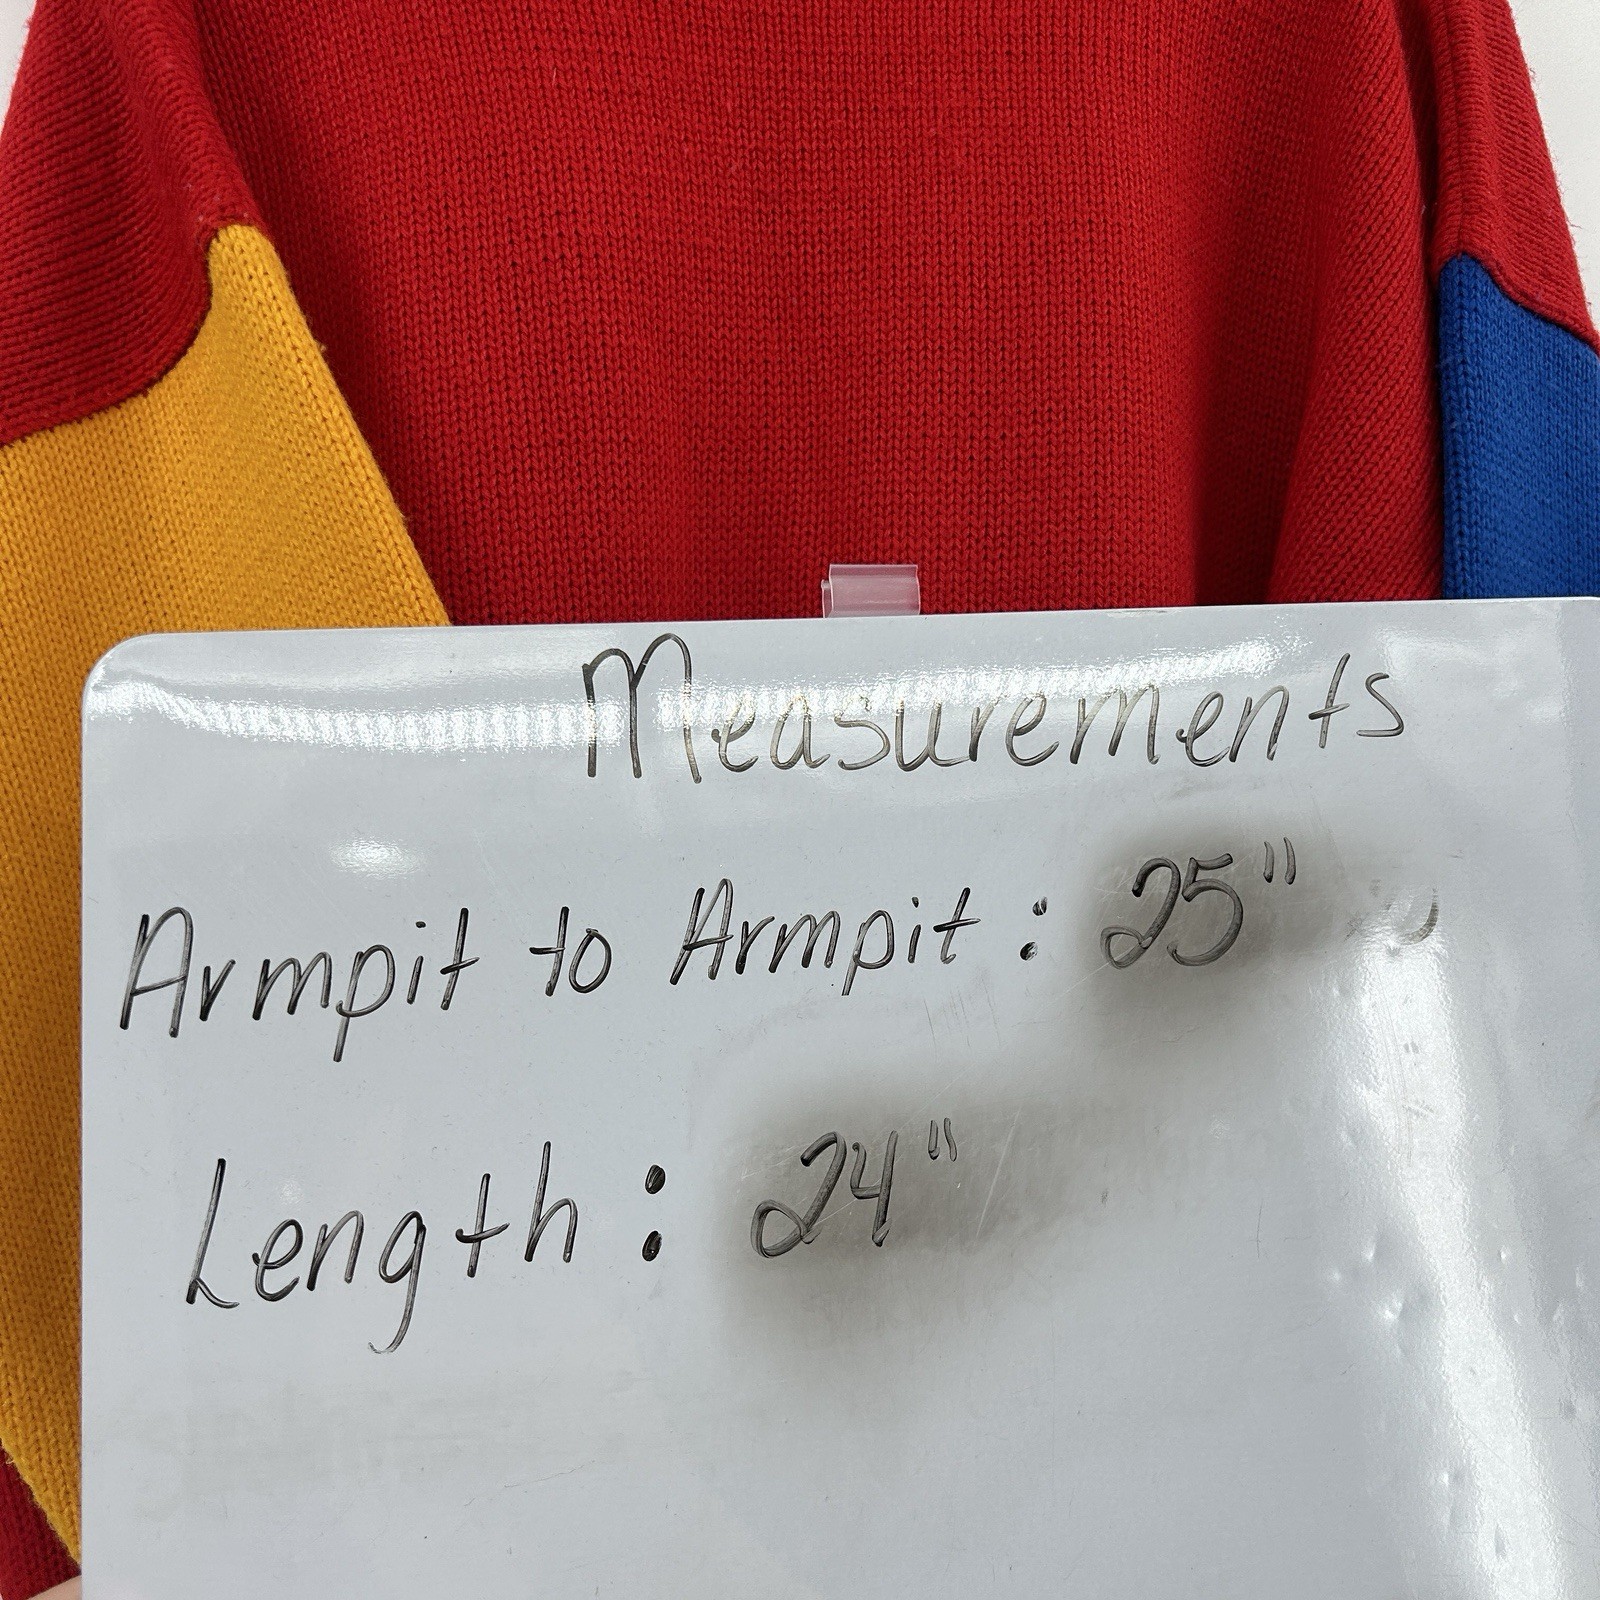 Measurements
Armpit to Armpit: 25"
Length: 24"